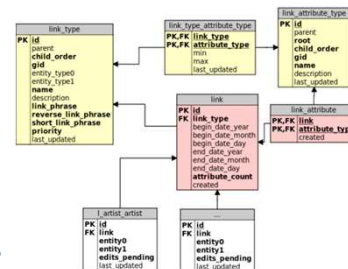 link_type
PK id
parent
child_order
gid
entity_type0
entity_type1
name
description
link_phrase
reverse_link_phrase
short_link_phrase
priority
last_updated
link_type_attribute_type
PK,FK link_type
PK,FK attribute_type
min
max
last_updated
link_attribute_type
PK id
parent
root
child_order
gid
name
description
last_updated
link
PK id
FK link_type
begin_date_year
begin_date_month
begin_date_day
end_date_year
end_date_month
end_date_day
attribute_count
created
link_attribute
PK,FK link
PK,FK attribute_typ
created
l_artist_artist
PK id
FK link
entity0
entity1
edits_pending
last_updated
...
PK id
FK link
entity0
entity1
edits_pending
last_updated